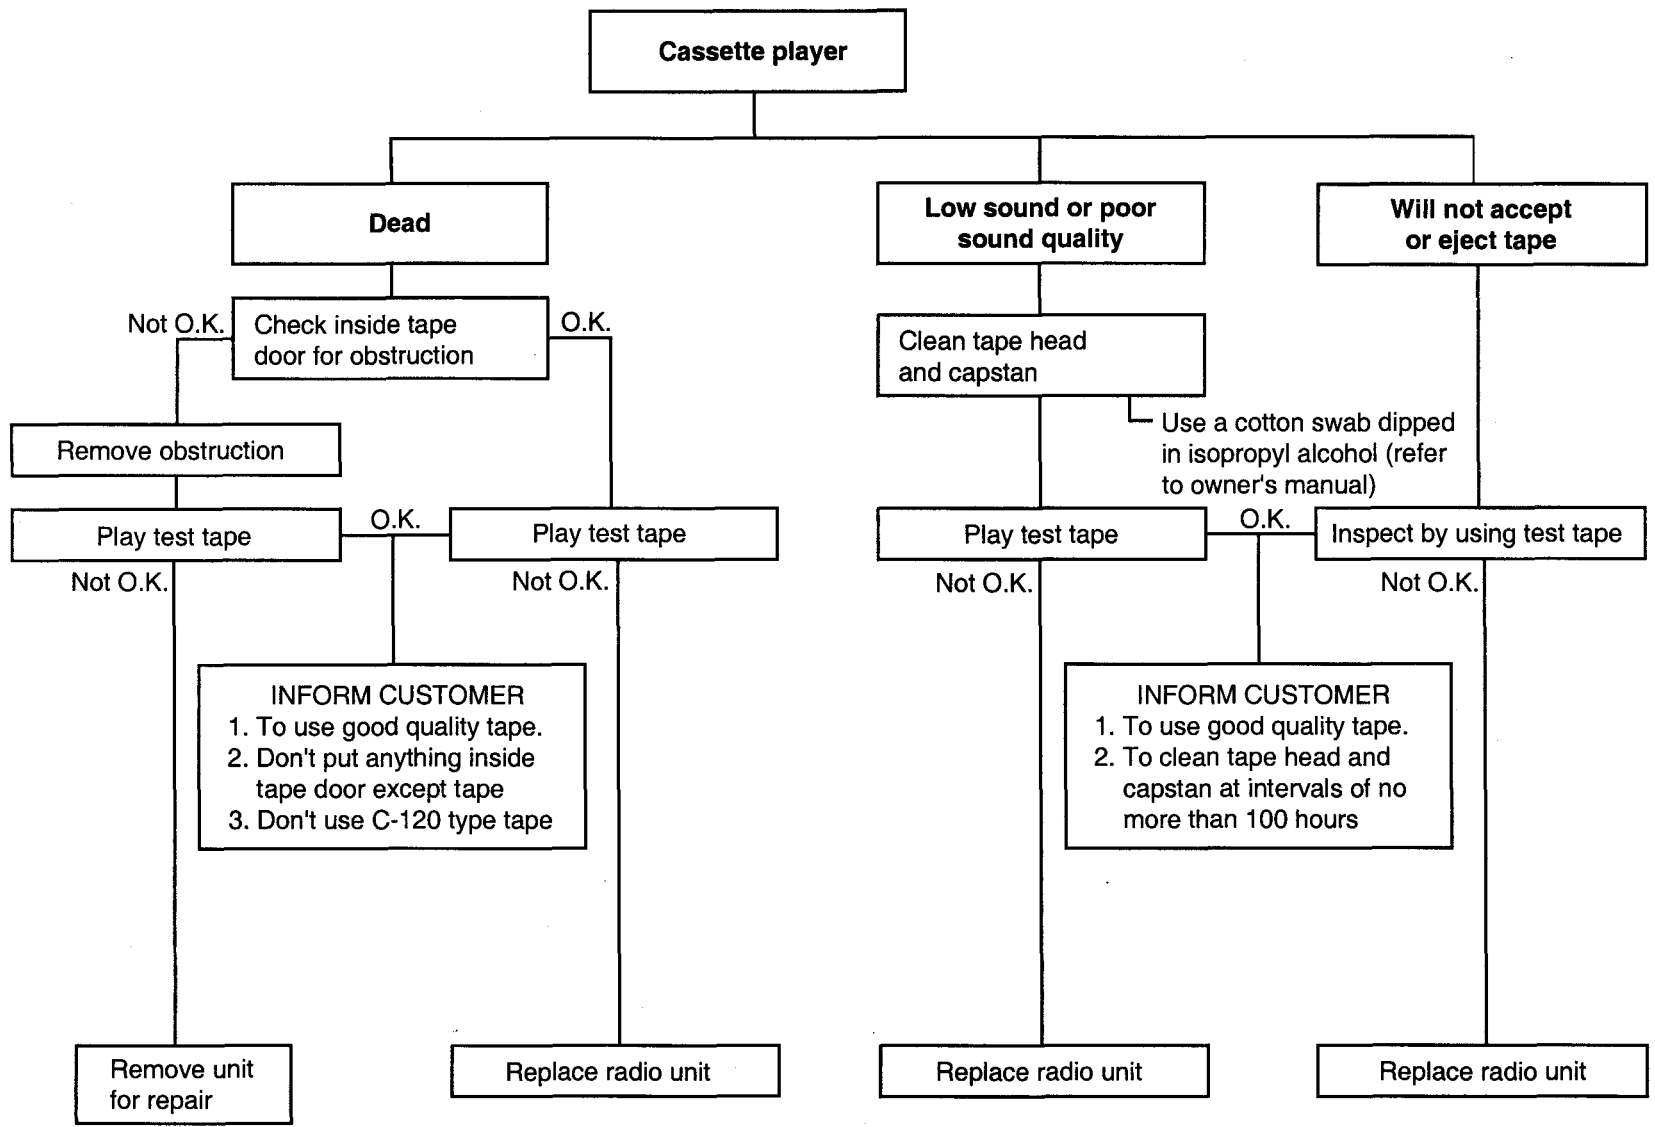 Cassette player
Dead
Low sound or poor
sound quality
Will not accept
or eject tape
Not O.K.
Check inside tape
door for obstruction
O.K.
Clean tape head
and capstan
Use a cotton swab dipped
in isopropyl alcohol (refer
to owner's manual)
Remove obstruction
Play test tape
O.K.
Play test tape
Play test tape
O.K.
Inspect by using test tape
Not O.K.
Not O.K.
Not O.K.
Not O.K.
INFORM CUSTOMER
1. To use good quality tape.
2. Don't put anything inside
tape door except tape
3. Don't use C-120 type tape
INFORM CUSTOMER
1. To use good quality tape.
2. To clean tape head and
capstan at intervals of no
more than 100 hours
Remove unit
for repair
Replace radio unit
Replace radio unit
Replace radio unit